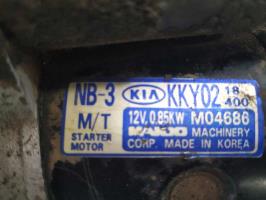 NB-3 KIA KKY02 18 400
M/T 12V, 0.85KW M04686
STARTER MANDO MACHINERY
MOTOR CORP. MADE IN KOREA